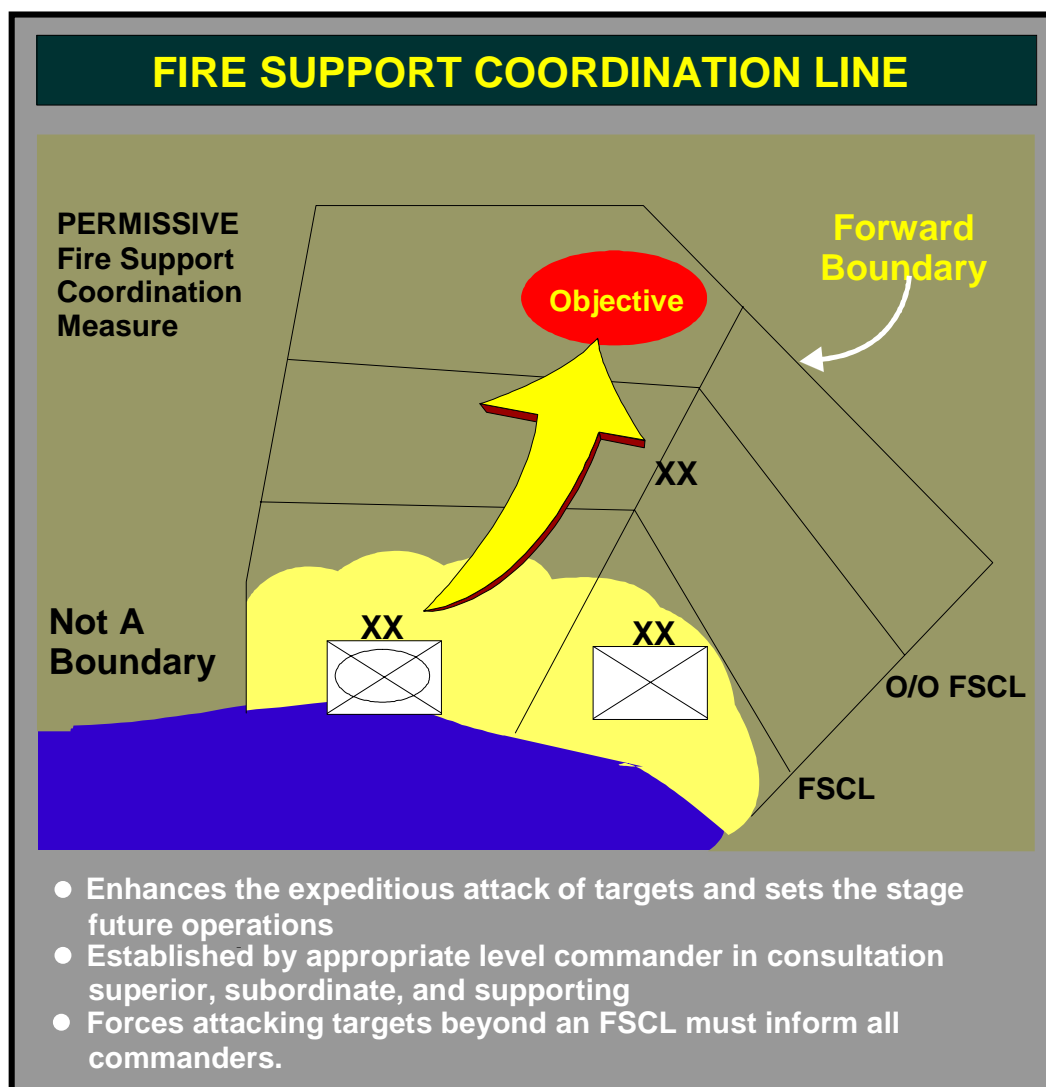 FIRE SUPPORT COORDINATION LINE
PERMISSIVE
Fire Support
Coordination
Measure
Forward
Boundary
Objective
XX
Not A
Boundary
XX
XX
O/O FSCL
FSCL
● Enhances the expeditious attack of targets and sets the stage
future operations
● Established by appropriate level commander in consultation
superior, subordinate, and supporting
● Forces attacking targets beyond an FSCL must inform all
commanders.